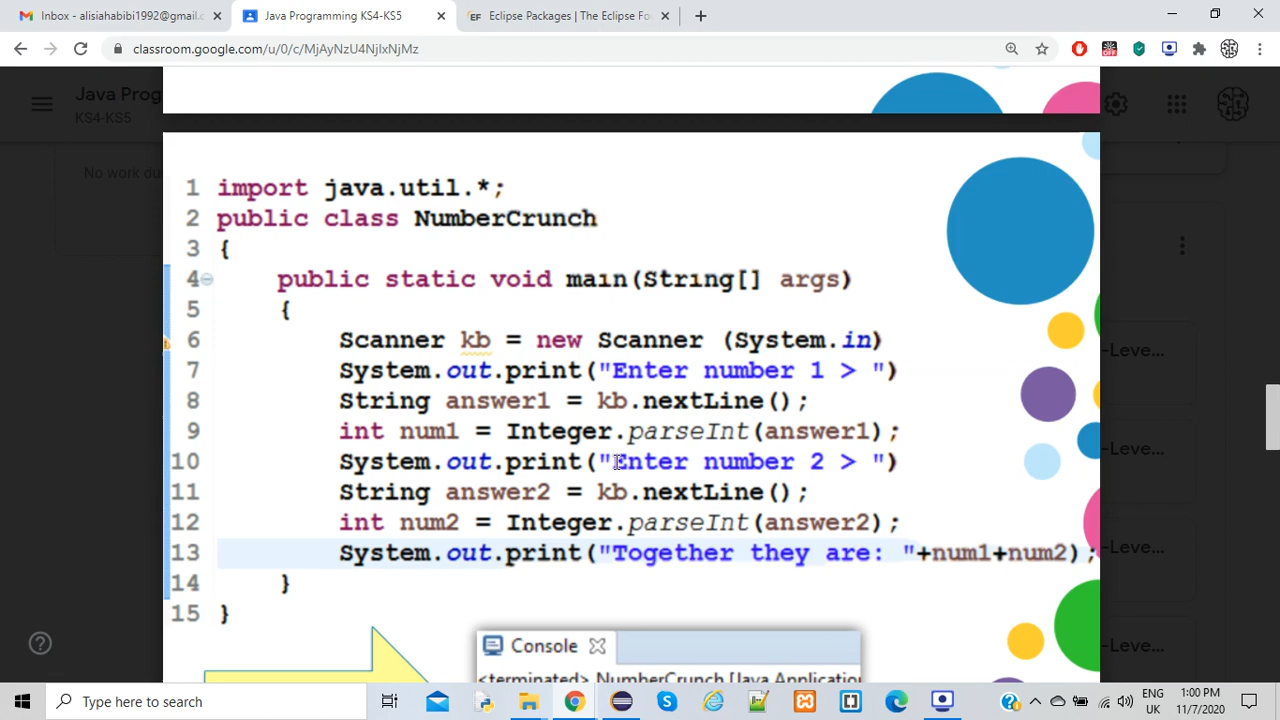 Inbox - alisiahabibi1992@gmail.c
Java Programming KS4-KS5
Eclipse Packages | The Eclipse Fou
classroom.google.com/u/0/c/MjAyNzU4NjIxNjMz
OFF
Java Prog
KS4-KS5
No work du
1 import java.util.*;
2 public class NumberCrunch
3 {
4 public static void main(String[] args)
5 {
6 Scanner kb = new Scanner (System.in)
7 System.out.print("Enter number 1 > ")
8 String answer1 = kb.nextLine();
9 int num1 = Integer.parseInt(answer1);
10 System.out.print("Enter number 2 > ")
11 String answer2 = kb.nextLine();
12 int num2 = Integer.parseInt(answer2);
13 System.out.print("Together they are: "+num1+num2);
14 }
15 }
-Leve...
-Leve...
-Leve...
-Leve...
Console
<terminated> NumberCrunch [Java Application
Type here to search
ENG
UK
1:00 PM
11/7/2020